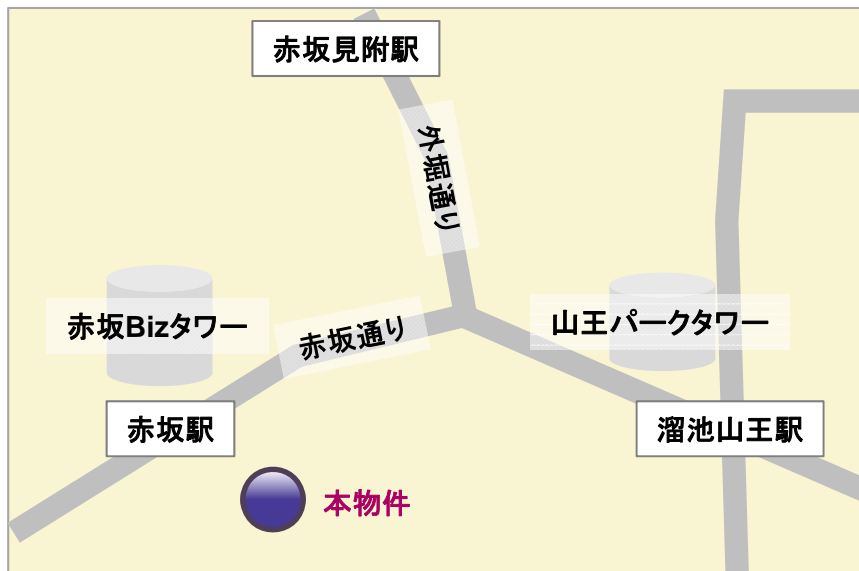 赤坂見附駅
外堀通り
赤坂Bizタワー
赤坂通り
山王パークタワー
赤坂駅
溜池山王駅
本物件